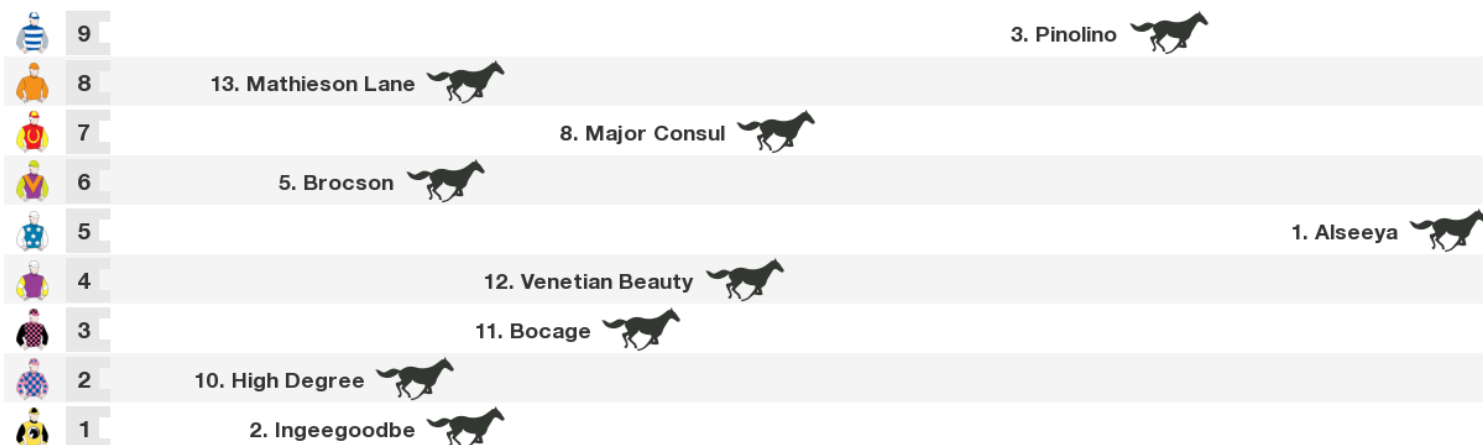 9 3. Pinolino
8 13. Mathieson Lane
7 8. Major Consul
6 5. Brocson
5 1. Alseeya
4 12. Venetian Beauty
3 11. Bocage
2 10. High Degree
1 2. Ingeegoodbe